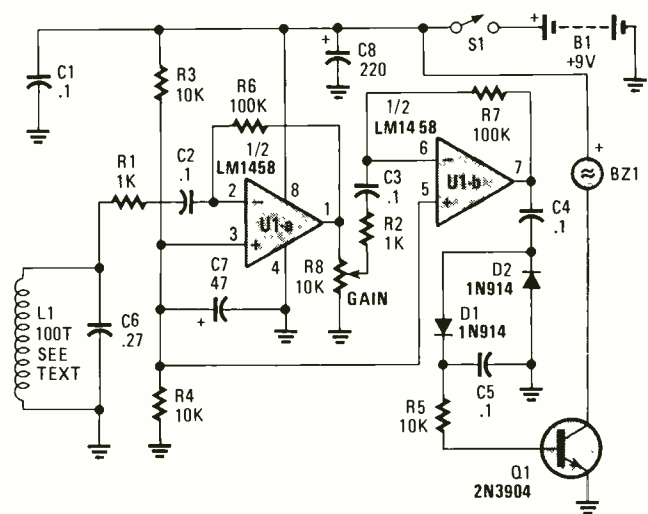 C1
.1
R3
10K
R6
100K
1/2
LM1458
+
C8
220
S1
+
B1
+9V
R1
1K
C2
.1
2
−
8
1
3
+
4
U1-a
1/2
LM1458
R7
100K
6
−
7
5
+
U1-b
C3
.1
R2
1K
C4
.1
+
BZ1
L1
100T
SEE
TEXT
C6
.27
C7
47
+
R8
10K
GAIN
D2
1N914
D1
1N914
C5
.1
R4
10K
R5
10K
Q1
2N3904